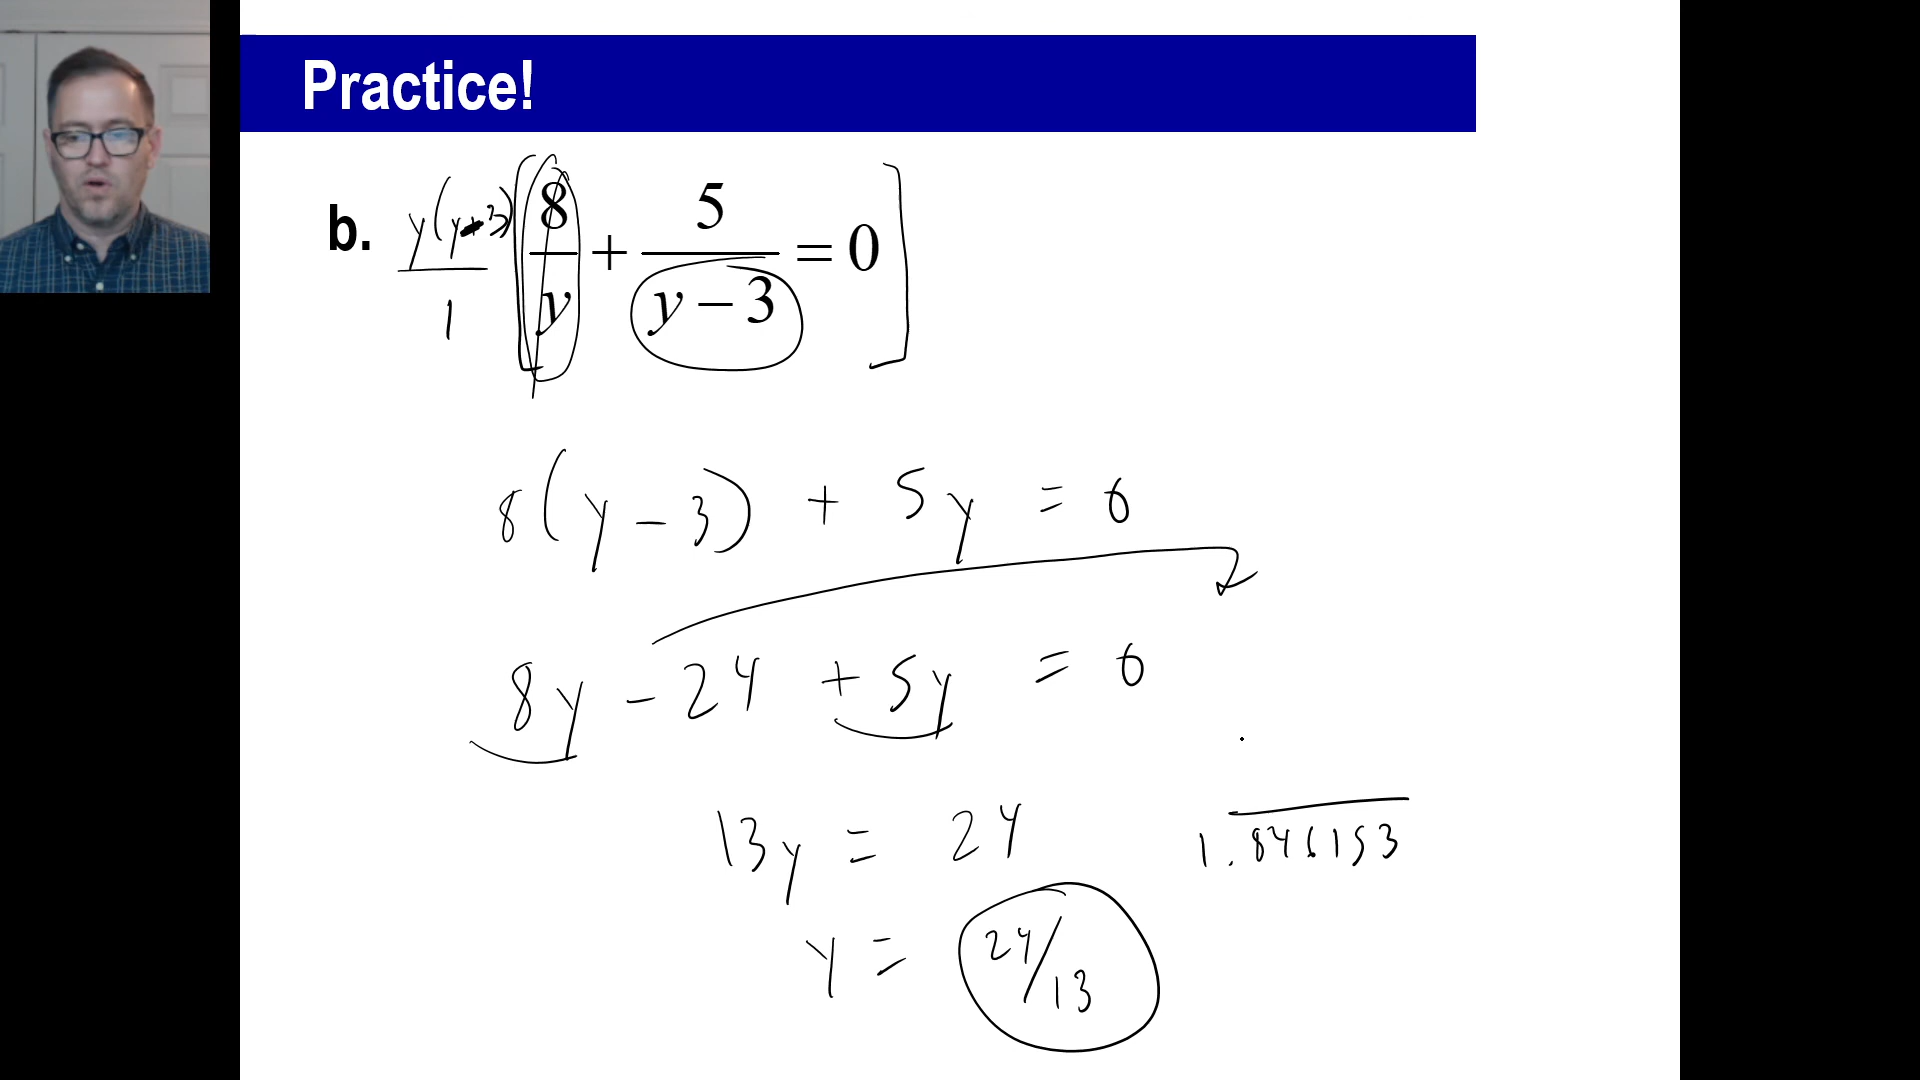 Practice!
b. y(y-3)/1 [8/y + 5/(y-3) = 0]
8(y - 3) + 5y = 0
8y - 24 + 5y = 0
13y = 24
1.846153
y = 24/13